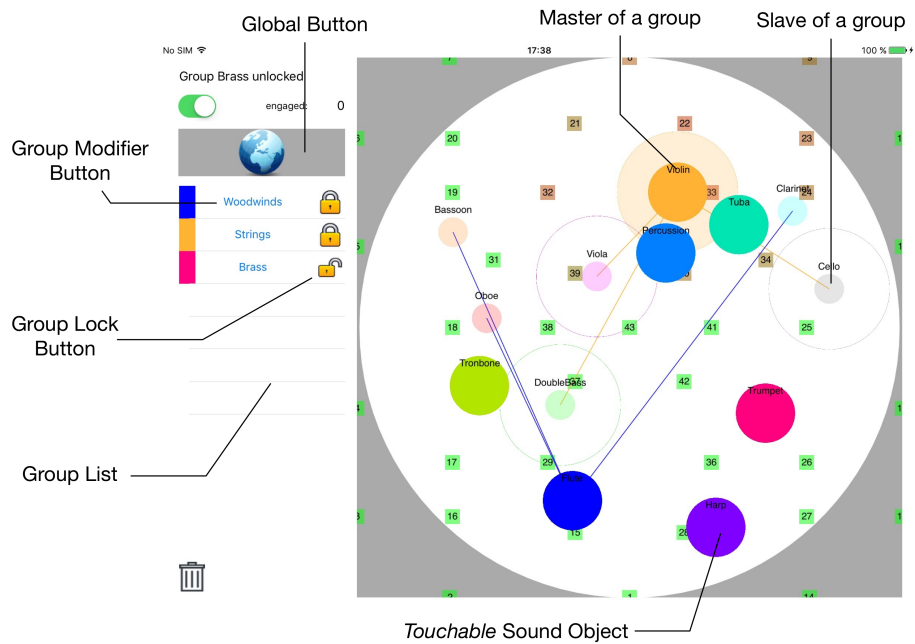 Global Button
Master of a group
Slave of a group
No SIM
17:38
100 %
Group Brass unlocked
engaged:
0
Group Modifier
Button
Woodwinds
Strings
Brass
Group Lock
Button
Group List
21
22
20
23
Violin
19
32
33
Clarinet
24
Tuba
Bassoon
Percussion
31
Viola
34
39
Cello
Oboe
18
38
43
41
25
Tronbone
DoubleBass
37
42
Trumpet
17
29
36
26
Flute
Harp
16
15
28
27
1
Touchable Sound Object